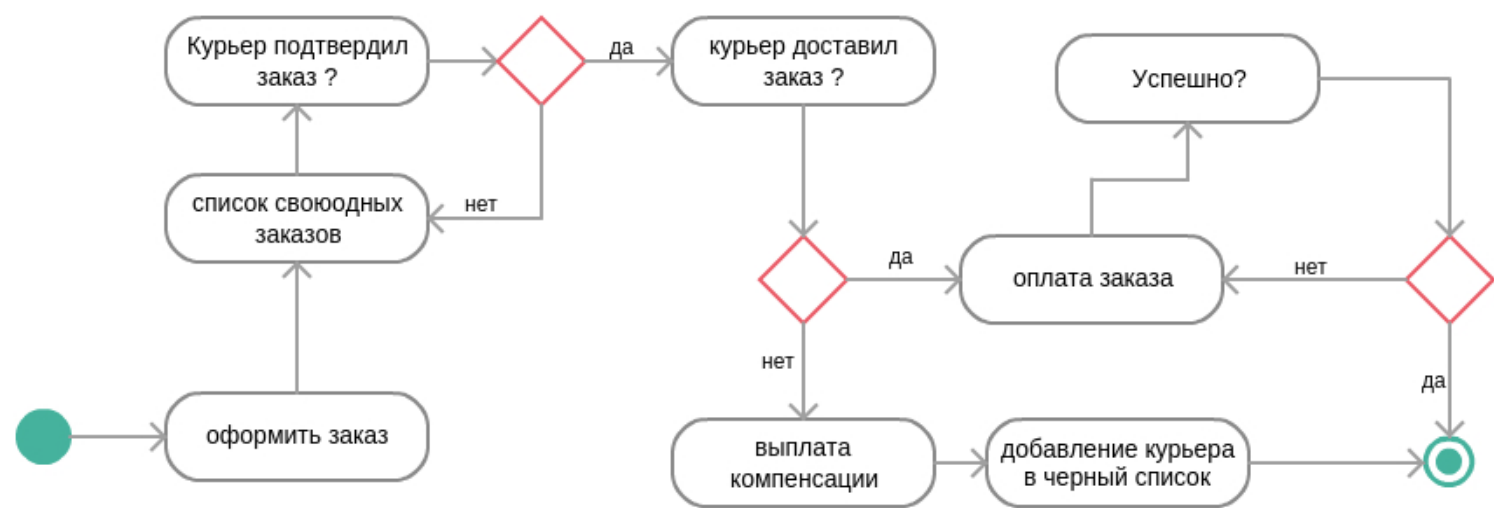 Курьер подтвердил
заказ ?
да
курьер доставил
заказ ?
Успешно?
список своюодных
заказов
нет
да
оплата заказа
нет
нет
да
оформить заказ
выплата
компенсации
добавление курьера
в черный список